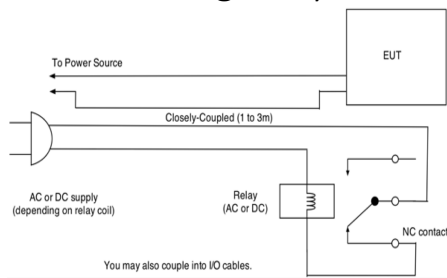 EUT
To Power Source
Closely-Coupled (1 to 3m)
AC or DC supply
(depending on relay coil)
Relay
(AC or DC)
NC contact
You may also couple into I/O cables.